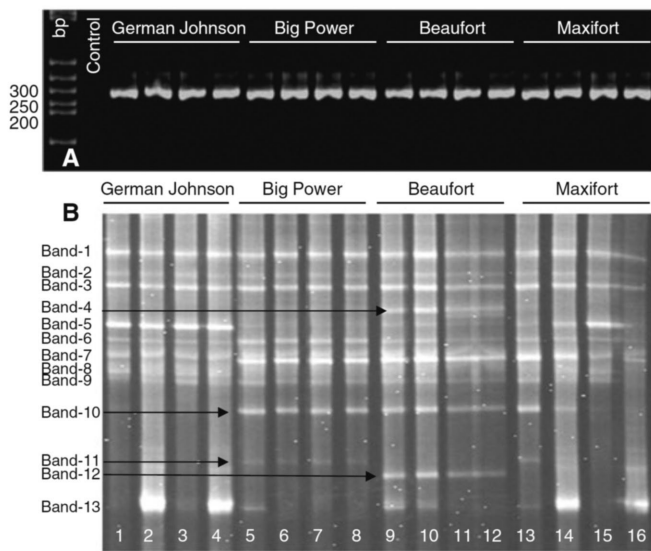 bp
Control
German Johnson Big Power Beaufort Maxifort
300
250
200
A
German Johnson Big Power Beaufort Maxifort
B
Band-1
Band-2
Band-3
Band-4
Band-5
Band-6
Band-7
Band-8
Band-9
Band-10
Band-11
Band-12
Band-13
1 2 3 4 5 6 7 8 9 10 11 12 13 14 15 16